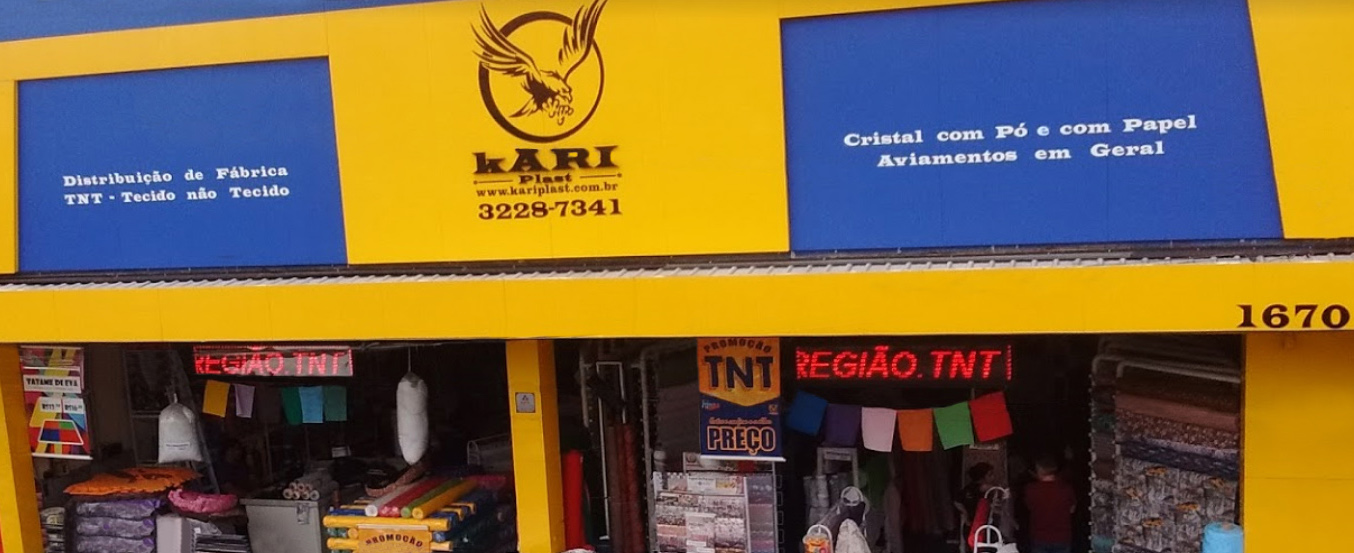 Distribuição de Fábrica
TNT - Tecido não Tecido
kARI
Plast
www.kariplast.com.br
3228-7341
Cristal com Pó e com Papel
Aviamentos em Geral
1670
REGIÃO.TNT
TATAME DE EVA
PROMOÇÃO
TNT
PREÇO
REGIÃO.TNT
PROMOÇÃO